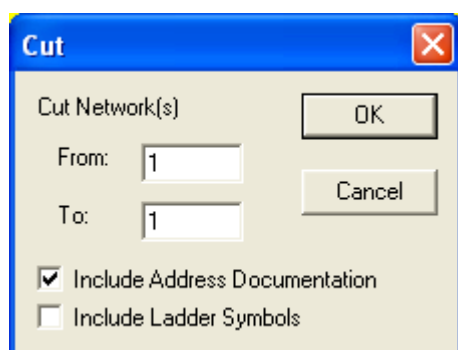 Cut
Cut Network(s)
OK
From: 1
Cancel
To: 1
Include Address Documentation
Include Ladder Symbols